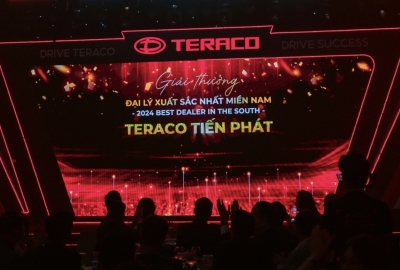 DRIVE TERACO
TERACO
DRIVE SUCCESS
Giải thưởng
ĐẠI LÝ XUẤT SẮC NHẤT MIỀN NAM
- 2024 BEST DEALER IN THE SOUTH -
TERACO TIẾN PHÁT